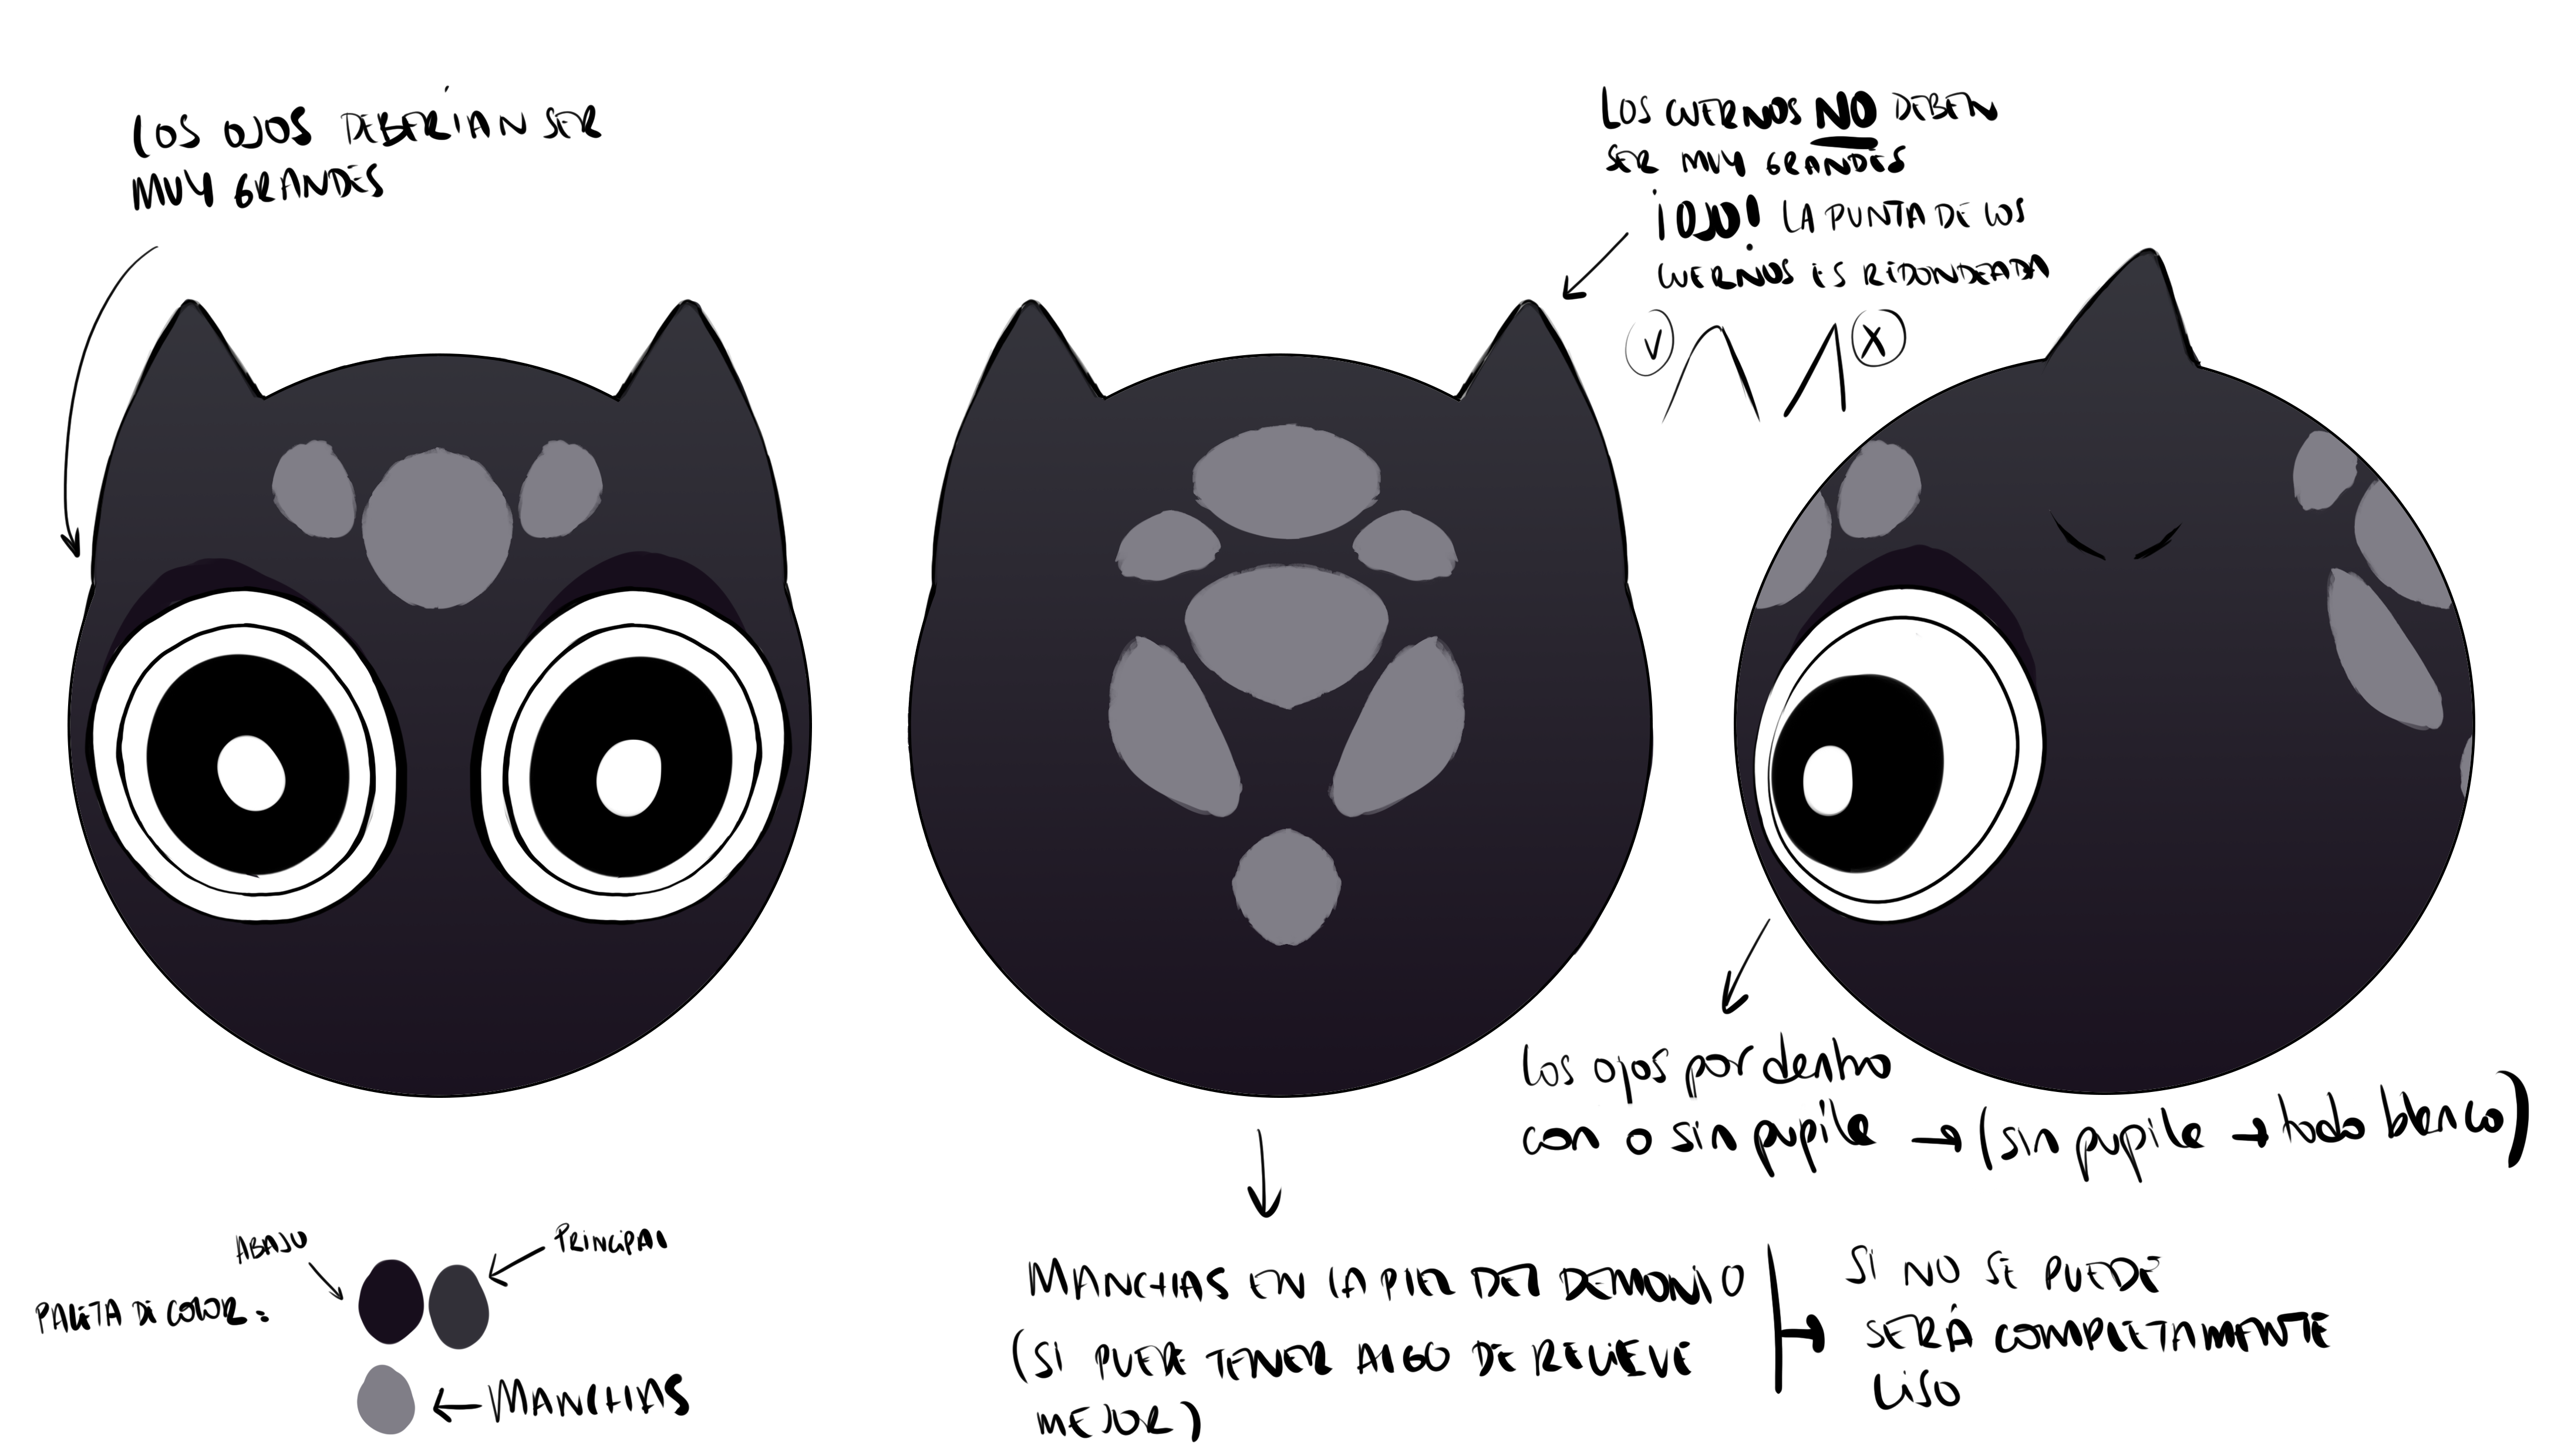 LOS OJOS DEBERÍAN SER
MUY GRANDES
LOS CUERNOS NO DEBEN
SER MUY GRANDES
¡OJO! LA PUNTA DE LOS
CUERNOS ES REDONDEADA
V
X
Los ojos por dentro
con o sin pupila → (sin pupila → todo blanco)
MANCHAS EN LA PIEL DEL DEMONIO
(SI PUEDE TENER ALGO DE RELIEVE
MEJOR)
SI NO SE PUEDE
SERÁ COMPLETAMENTE
LISO
ABAJO
PRINCIPAL
PALETA DE COLOR:
← MANCHAS